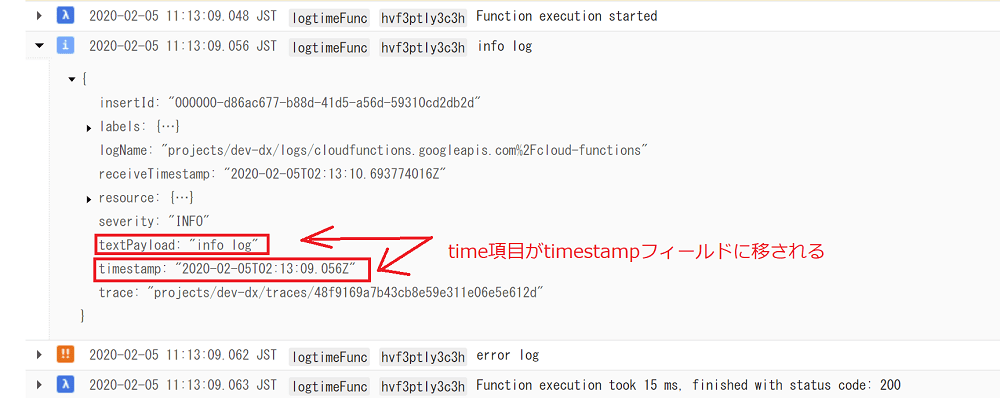 2020-02-05 11:13:09.048 JST logtimeFunc hvf3ptly3c3h Function execution started
2020-02-05 11:13:09.056 JST logtimeFunc hvf3ptly3c3h info log
{
insertId: "000000-d86ac677-b88d-41d5-a56d-59310cd2db2d"
labels: {…}
logName: "projects/dev-dx/logs/cloudfunctions.googleapis.com%2Fcloud-functions"
receiveTimestamp: "2020-02-05T02:13:10.693774016Z"
resource: {…}
severity: "INFO"
textPayload: "info log"
time項目がtimestampフィールドに移される
timestamp: "2020-02-05T02:13:09.056Z"
trace: "projects/dev-dx/traces/48f9169a7b43cb8e59e311e06e5e612d"
}
2020-02-05 11:13:09.062 JST logtimeFunc hvf3ptly3c3h error log
2020-02-05 11:13:09.063 JST logtimeFunc hvf3ptly3c3h Function execution took 15 ms, finished with status code: 200